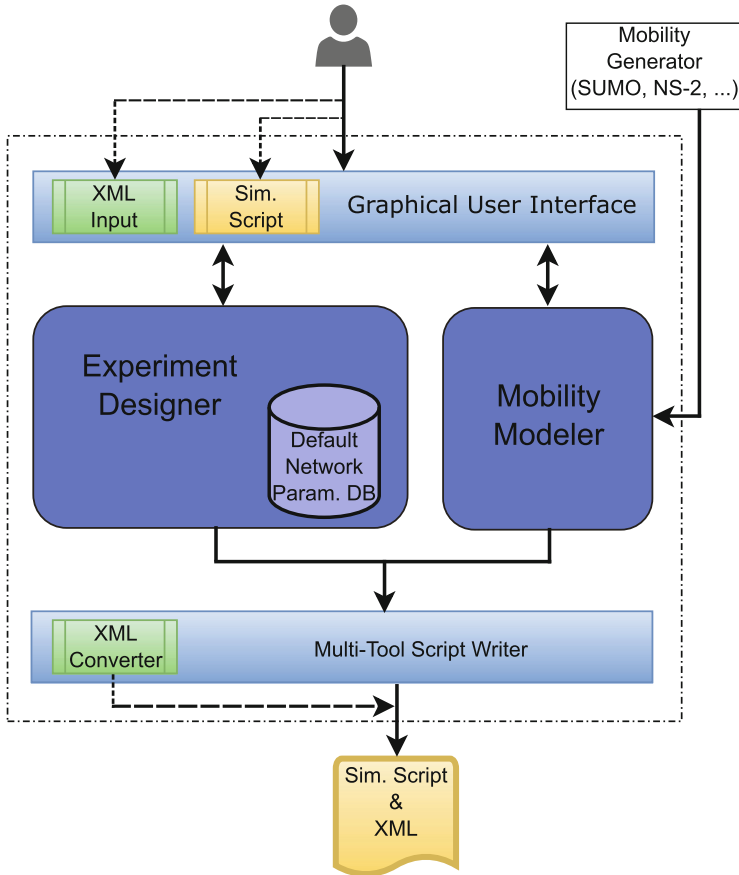 Mobility
Generator
(SUMO, NS-2, ...)
XML
Input
Sim.
Script
Graphical User Interface
Experiment
Designer
Default
Network
Param. DB
Mobility
Modeler
XML
Converter
Multi-Tool Script Writer
Sim. Script
&
XML